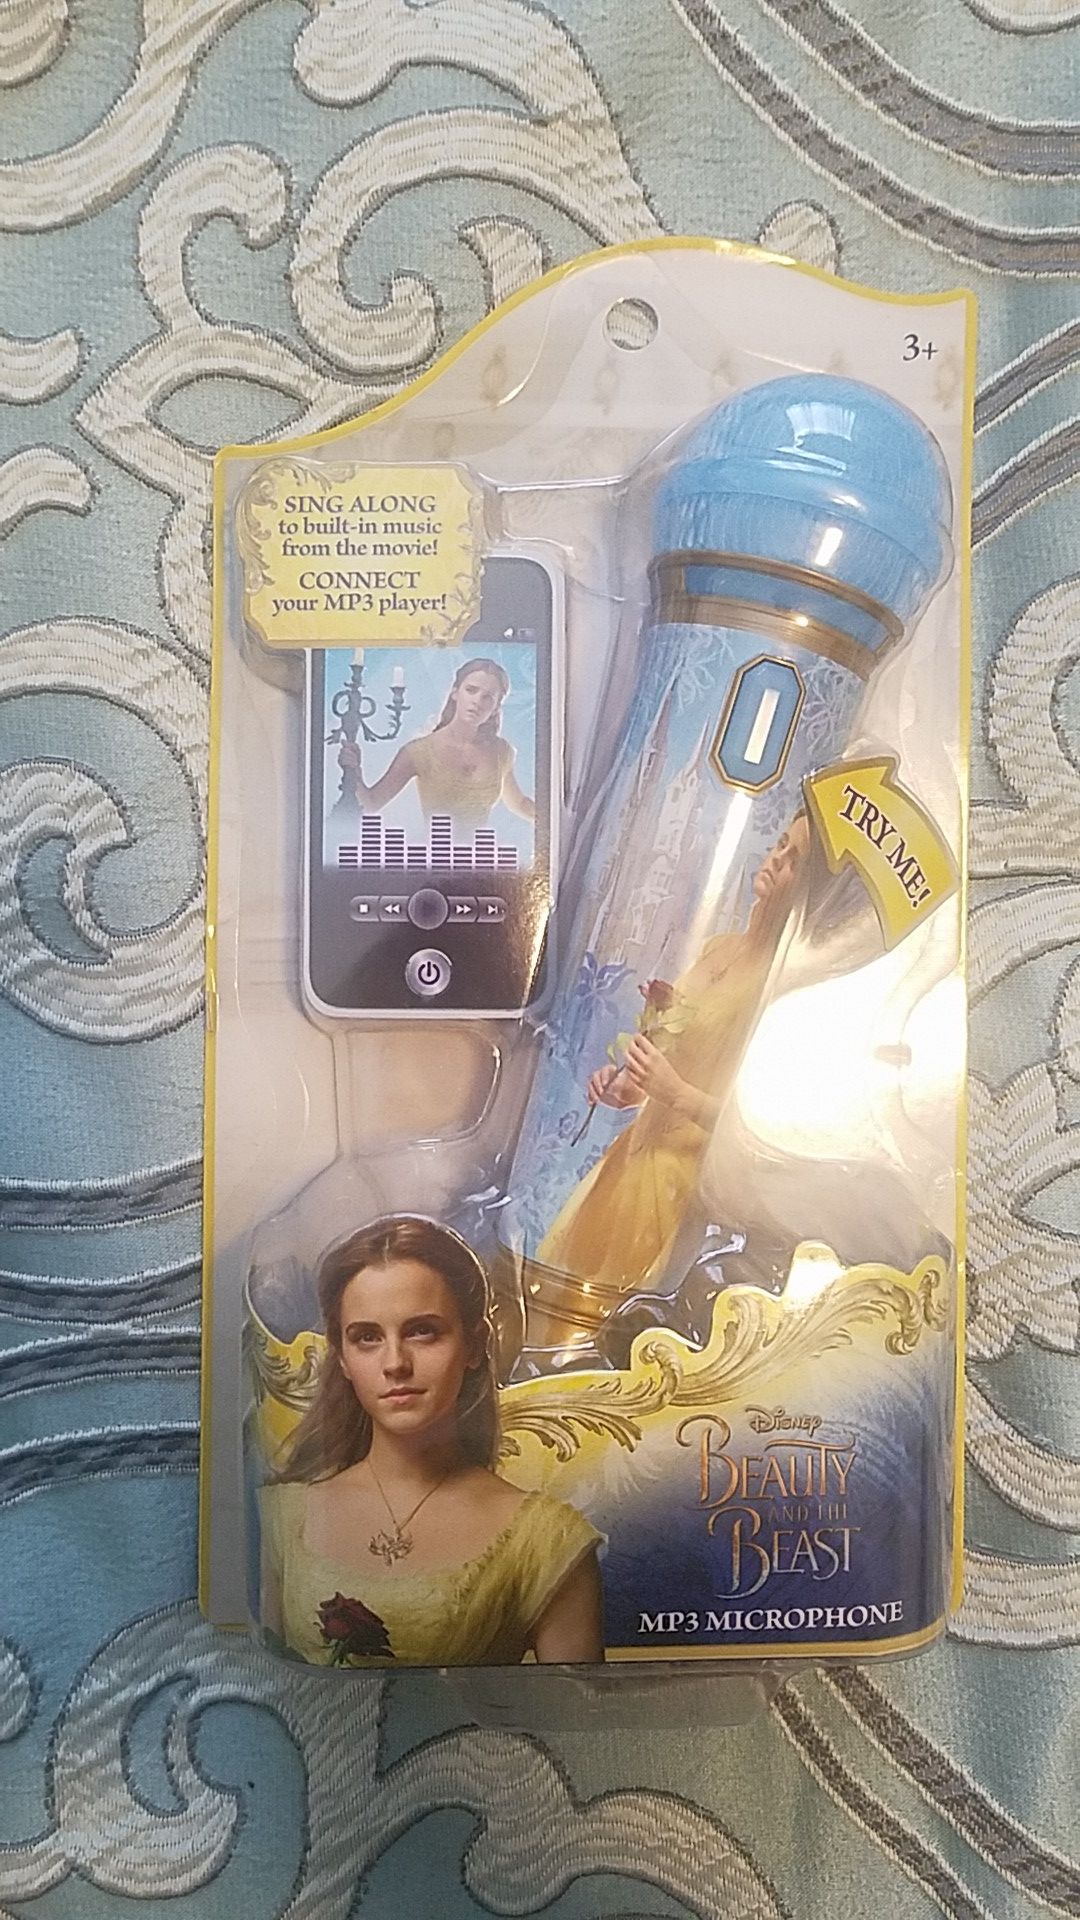 3+
SING ALONG
to built-in music
from the movie!
CONNECT
your MP3 player!
TRY ME!
Disney
BEAUTY
AND THE
BEAST
MP3 MICROPHONE